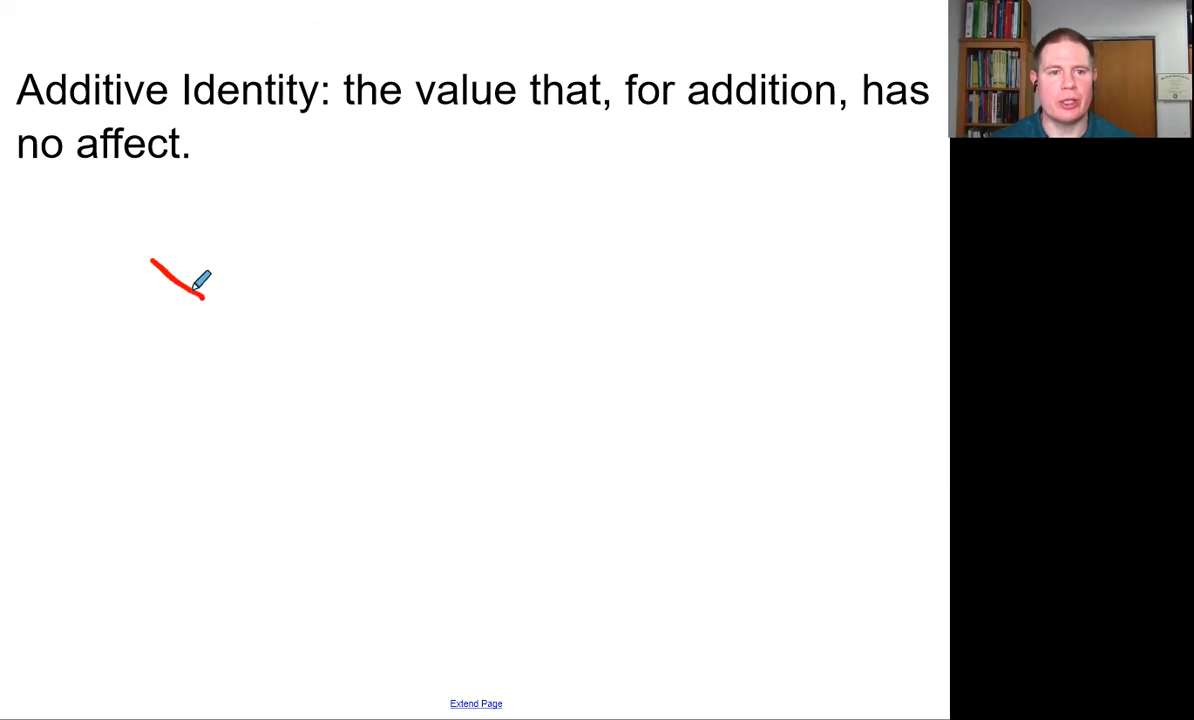 Additive Identity: the value that, for addition, has
no affect.
Extend Page